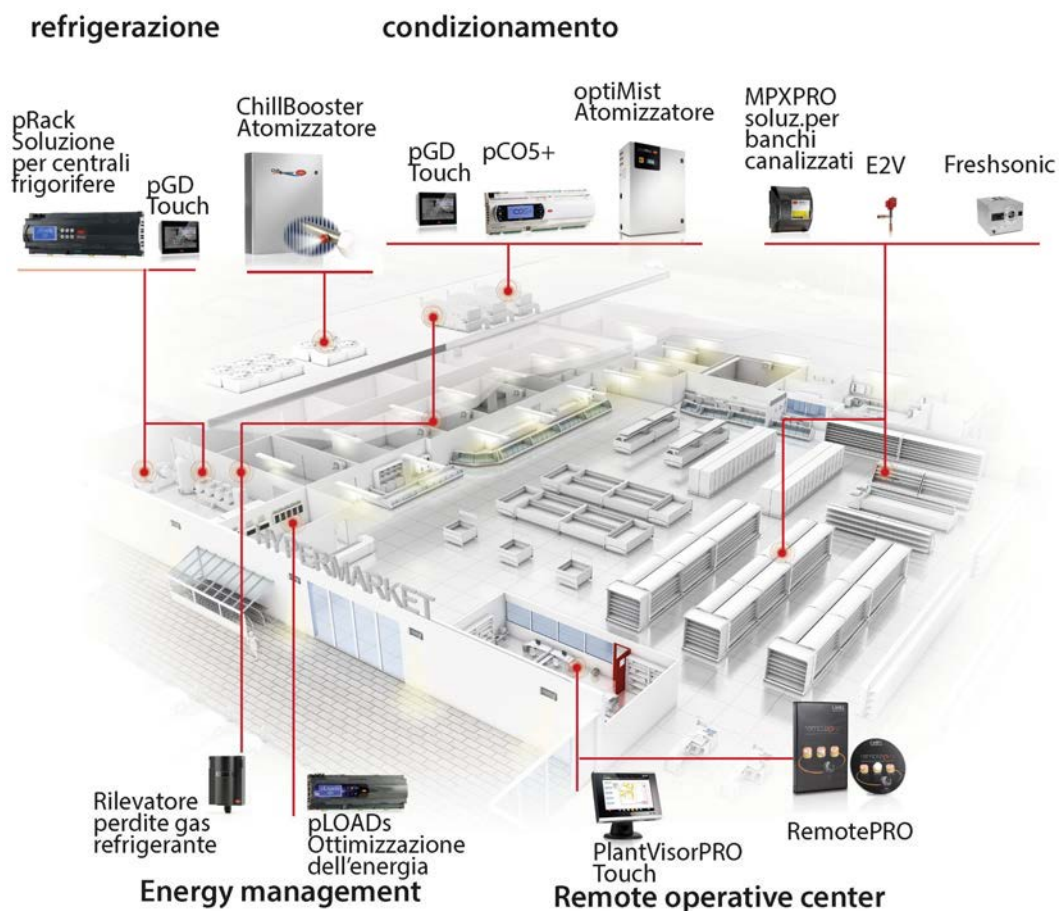 refrigerazione
condizionamento
pRack
Soluzione
per centrali
frigorifere
pGD
Touch
ChillBooster
Atomizzatore
pGD
Touch
pCO5+
optiMist
Atomizzatore
MPXPRO
soluz.per
banchi
canalizzati
E2V
Freshsonic
HYPERMARKET
Rilevatore
perdite gas
refrigerante
pLOADs
Ottimizzazione
dell'energia
Energy management
PlantVisorPRO
Touch
RemotePRO
Remote operative center